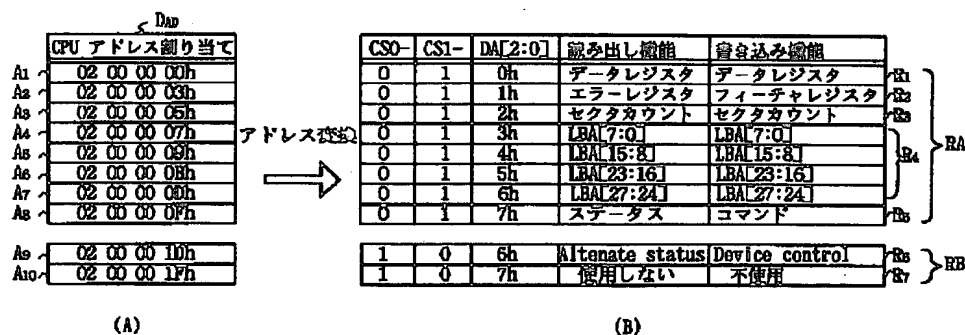 DAD
CPU アドレス割り当て
CS0- CS1- DA[2:0] 読み出し機能 書き込み機能
A1 02 00 00 00h 0 1 0h データレジスタ データレジスタ R1
A2 02 00 00 03h 0 1 1h エラーレジスタ フィーチャレジスタ R2
A3 02 00 00 05h 0 1 2h セクタカウント セクタカウント R3
A4 02 00 00 07h アドレス変換 0 1 3h LBA[7:0] LBA[7:0]
A5 02 00 00 09h 0 1 4h LBA[15:8] LBA[15:8] R4 RA
A6 02 00 00 0Bh 0 1 5h LBA[23:16] LBA[23:16]
A7 02 00 00 0Dh 0 1 6h LBA[27:24] LBA[27:24]
A8 02 00 00 0Fh 0 1 7h ステータス コマンド R5
A9 02 00 00 1Dh 1 0 6h Altenate status Device control R6 RB
A10 02 00 00 1Fh 1 0 7h 使用しない 不使用 R7
(A) (B)